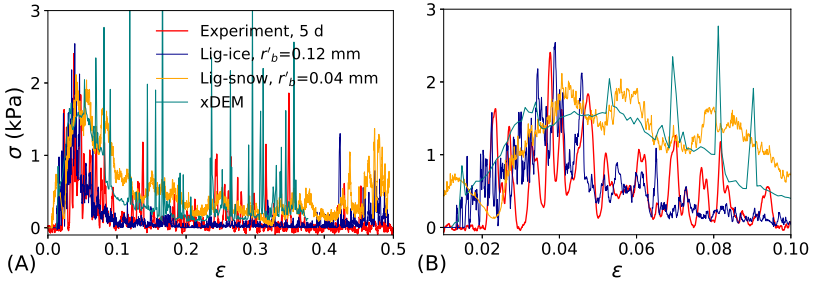 3
2
1
0
σ (kPa)
Experiment, 5 d
Lig-ice, r'b=0.12 mm
Lig-snow, r'b=0.04 mm
xDEM
0.0 0.1 0.2 0.3 0.4 0.5
(A)
ε
3
2
1
0
0.02 0.04 0.06 0.08 0.10
(B)
ε